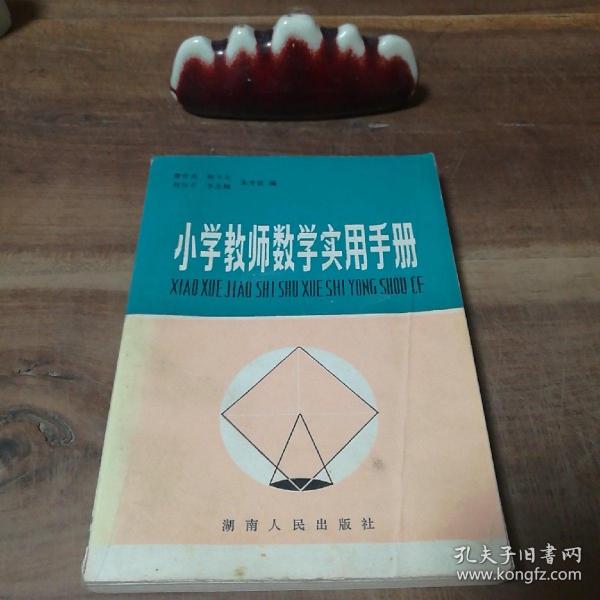 编
小学教师数学实用手册
XIAO XUE JIAO SHI SHU XUE SHI YONG SHOU CE
湖南人民出版社
孔夫子旧书网
www.kongfz.com